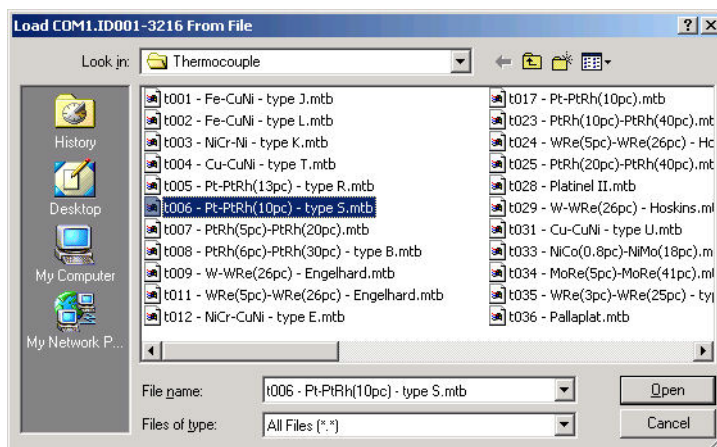 Load COM1.ID001-3216 From File
Look in:
Thermocouple
History
Desktop
My Computer
My Network P...
t001 - Fe-CuNi - type J.mtb
t002 - Fe-CuNi - type L.mtb
t003 - NiCr-Ni - type K.mtb
t004 - Cu-CuNi - type T.mtb
t005 - Pt-PtRh(13pc) - type R.mtb
t006 - Pt-PtRh(10pc) - type S.mtb
t007 - PtRh(5pc)-PtRh(20pc).mtb
t008 - PtRh(6pc)-PtRh(30pc) - type B.mtb
t009 - W-WRe(26pc) - Engelhard.mtb
t011 - WRe(5pc)-WRe(26pc) - Engelhard.mtb
t012 - NiCr-CuNi - type E.mtb
t017 - Pt-PtRh(10pc).mtb
t023 - PtRh(10pc)-PtRh(40pc).mt
t024 - WRe(5pc)-WRe(26pc) - Ho
t025 - PtRh(20pc)-PtRh(40pc).mt
t028 - Platinel II.mtb
t029 - W-WRe(26pc) - Hoskins.m
t031 - Cu-CuNi - type U.mtb
t033 - NiCo(0.8pc)-NiMo(18pc).m
t034 - MoRe(5pc)-MoRe(41pc).m
t035 - WRe(3pc)-WRe(25pc) - ty
t036 - Pallaplat.mtb
File name:
t006 - Pt-PtRh(10pc) - type S.mtb
Open
Files of type:
All Files (*.*)
Cancel